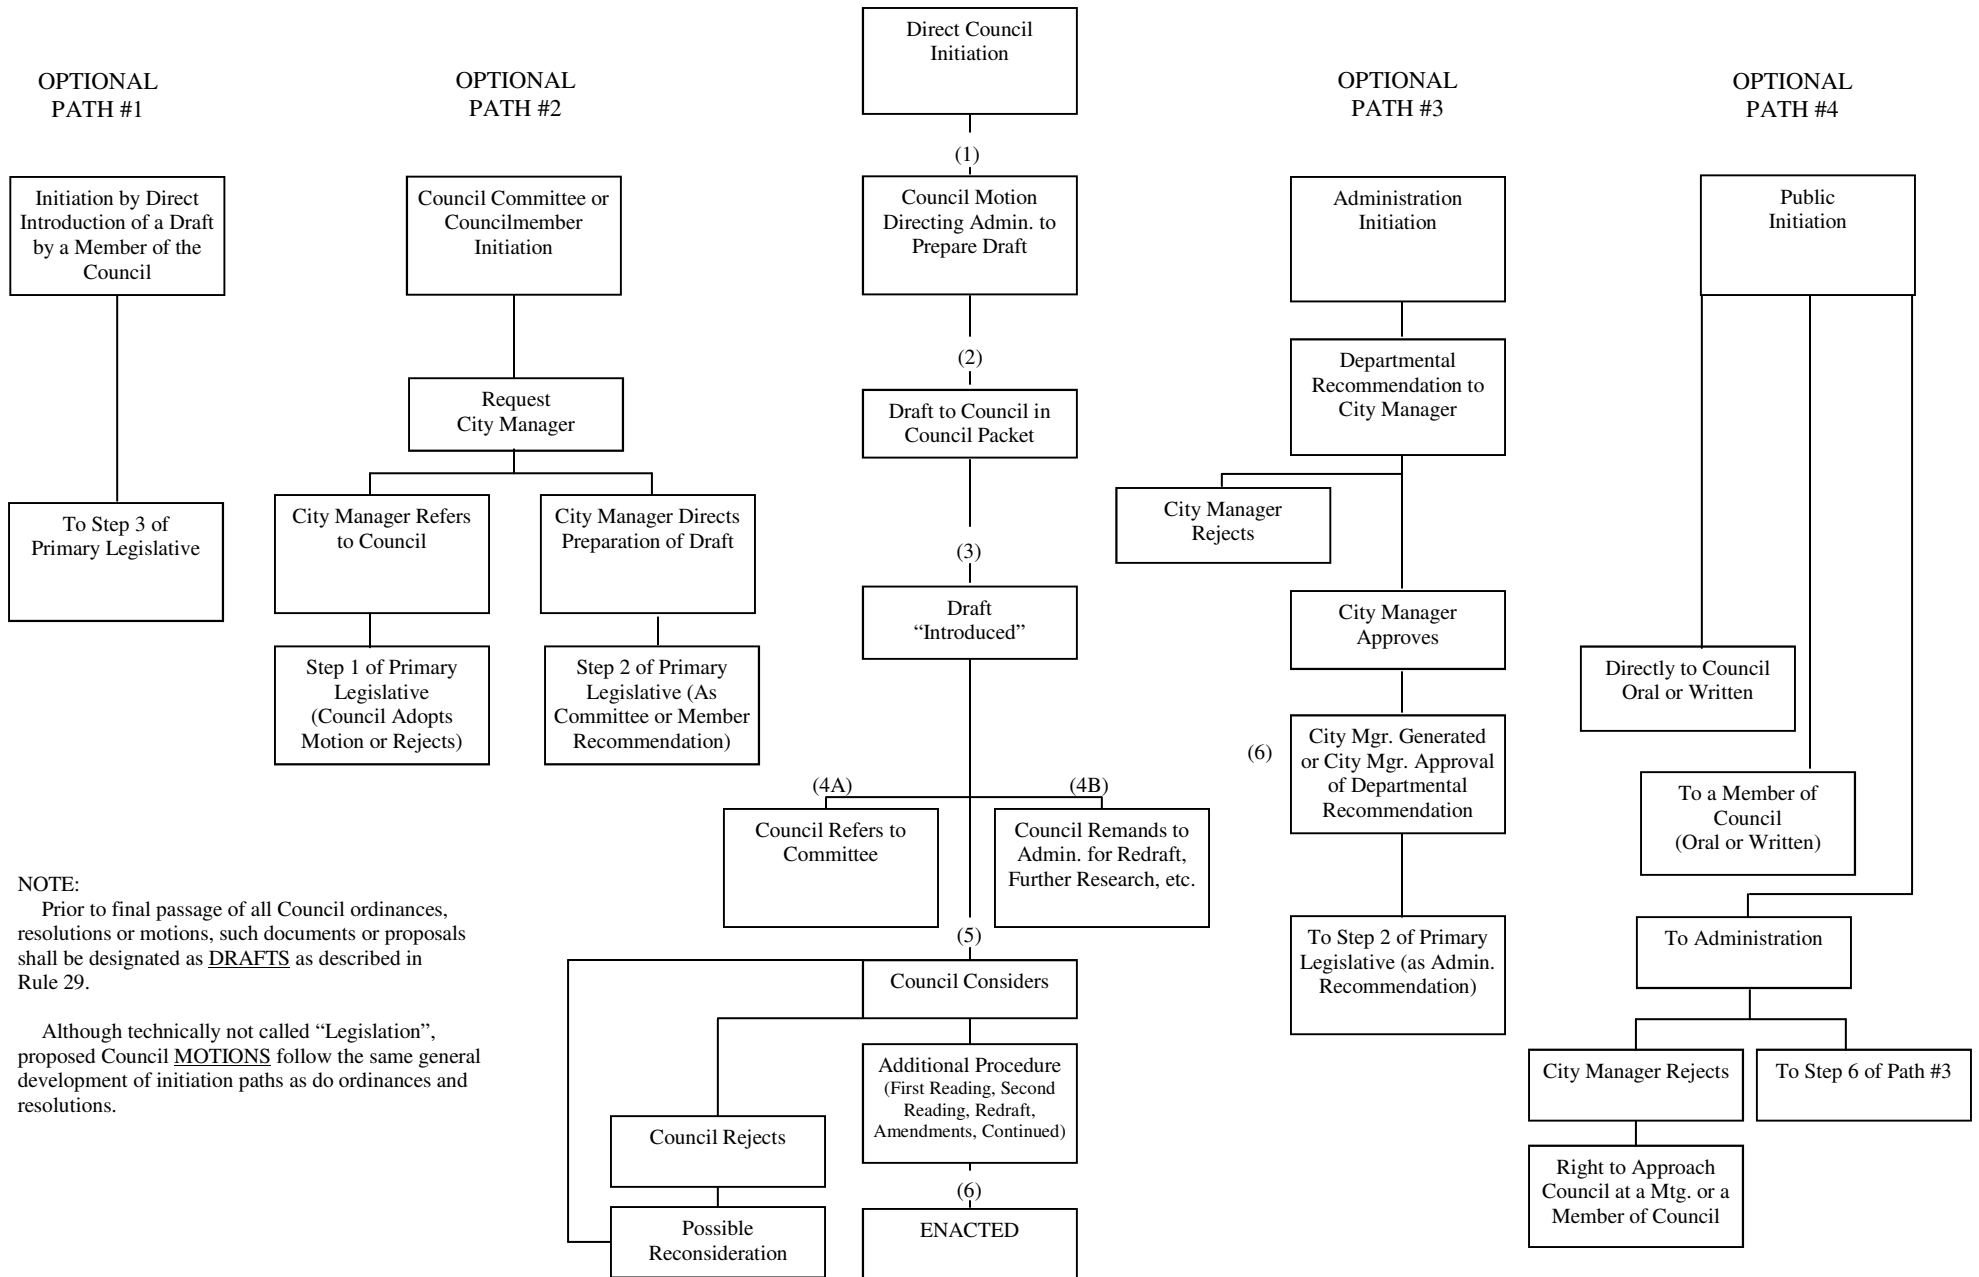 OPTIONAL
PATH #1
Initiation by Direct
Introduction of a Draft
by a Member of the
Council
To Step 3 of
Primary Legislative
OPTIONAL
PATH #2
Council Committee or
Councilmember
Initiation
Request
City Manager
City Manager Refers
to Council
City Manager Directs
Preparation of Draft
Step 1 of Primary
Legislative
(Council Adopts
Motion or Rejects)
Step 2 of Primary
Legislative (As
Committee or Member
Recommendation)
Direct Council
Initiation
(1)
Council Motion
Directing Admin. to
Prepare Draft
(2)
Draft to Council in
Council Packet
(3)
Draft
“Introduced”
(4A)
(4B)
Council Refers to
Committee
Council Remands to
Admin. for Redraft,
Further Research, etc.
(5)
Council Considers
Additional Procedure
(First Reading, Second
Reading, Redraft,
Amendments, Continued)
Council Rejects
Possible
Reconsideration
(6)
ENACTED
OPTIONAL
PATH #3
Administration
Initiation
Departmental
Recommendation to
City Manager
City Manager
Rejects
City Manager
Approves
(6)
City Mgr. Generated
or City Mgr. Approval
of Departmental
Recommendation
To Step 2 of Primary
Legislative (as Admin.
Recommendation)
OPTIONAL
PATH #4
Public
Initiation
Directly to Council
Oral or Written
To a Member of
Council
(Oral or Written)
To Administration
City Manager Rejects
To Step 6 of Path #3
Right to Approach
Council at a Mtg. or a
Member of Council
NOTE:
Prior to final passage of all Council ordinances,
resolutions or motions, such documents or proposals
shall be designated as DRAFTS as described in
Rule 29.
Although technically not called “Legislation”,
proposed Council MOTIONS follow the same general
development of initiation paths as do ordinances and
resolutions.